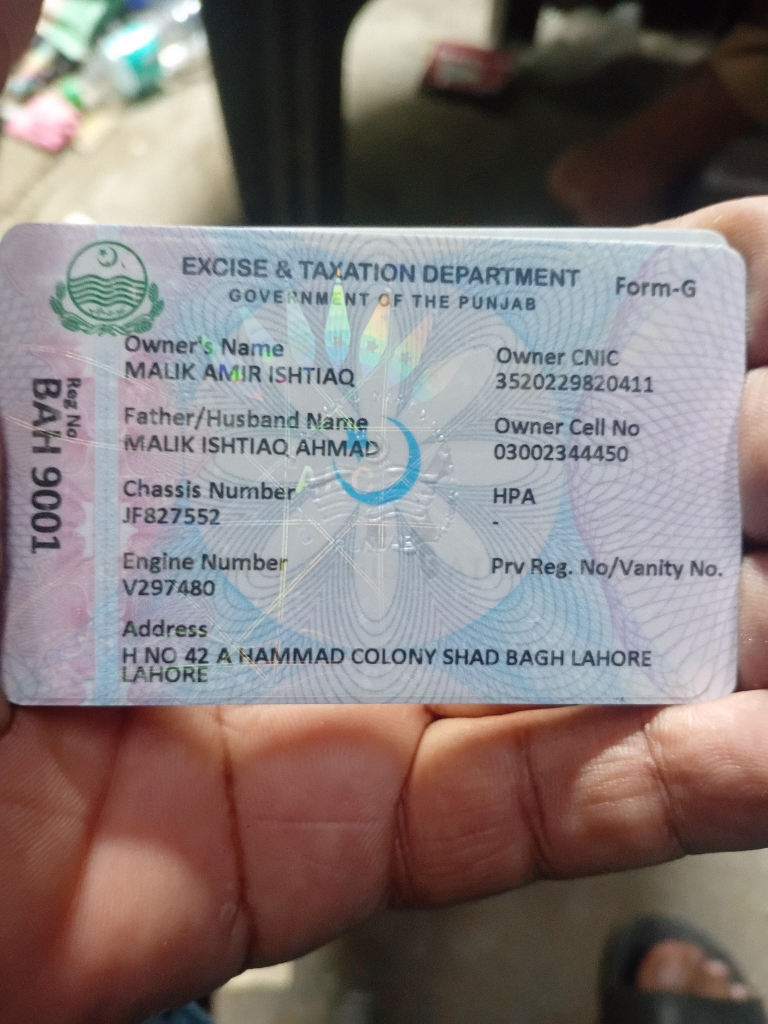 EXCISE & TAXATION DEPARTMENT
GOVERNMENT OF THE PUNJAB
Form-G
Reg No
BAH 9001
Owner's Name
MALIK AMIR ISHTIAQ
Owner CNIC
3520229820411
Father/Husband Name
MALIK ISHTIAQ AHMAD
Owner Cell No
03002344450
Chassis Number
JF827552
HPA
-
Engine Number
V297480
Prv Reg. No/Vanity No.
Address
H NO 42 A HAMMAD COLONY SHAD BAGH LAHORE
LAHORE